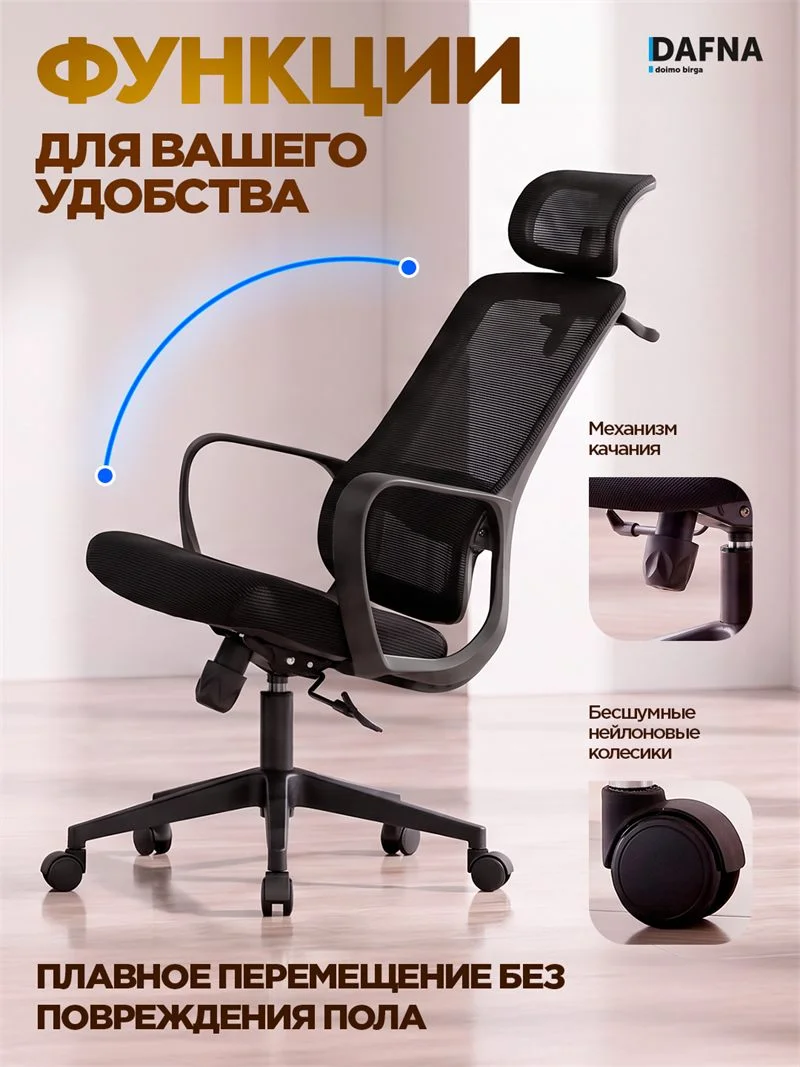 ФУНКЦИИ
ДЛЯ ВАШЕГО
УДОБСТВА
DAFNA
doimo birga
Механизм
качания
Бесшумные
нейлоновые
колесики
ПЛАВНОЕ ПЕРЕМЕЩЕНИЕ БЕЗ
ПОВРЕЖДЕНИЯ ПОЛА